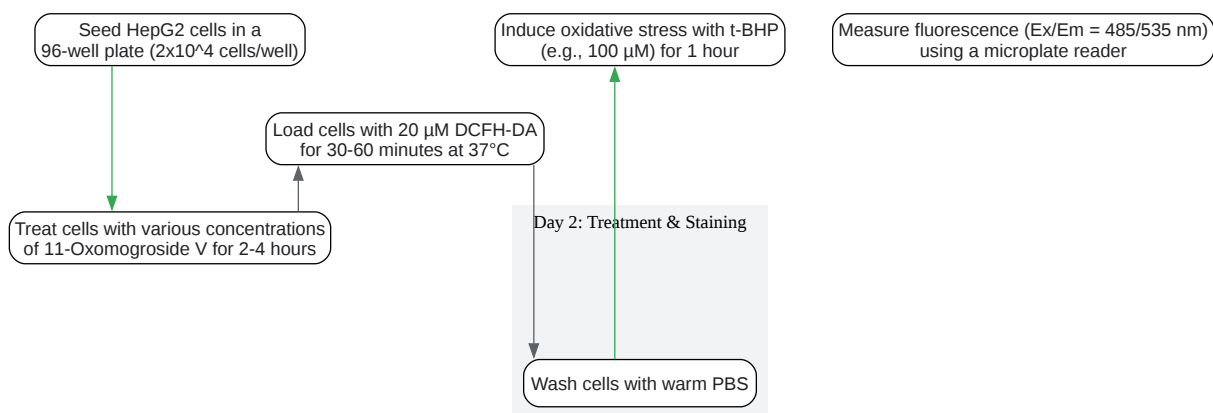 Seed HepG2 cells in a
96-well plate (2x10^4 cells/well)
Induce oxidative stress with t-BHP
(e.g., 100 µM) for 1 hour
Measure fluorescence (Ex/Em = 485/535 nm)
using a microplate reader
Load cells with 20 µM DCFH-DA
for 30-60 minutes at 37°C
Treat cells with various concentrations
of 11-Oxomogroside V for 2-4 hours
Day 2: Treatment & Staining
Wash cells with warm PBS